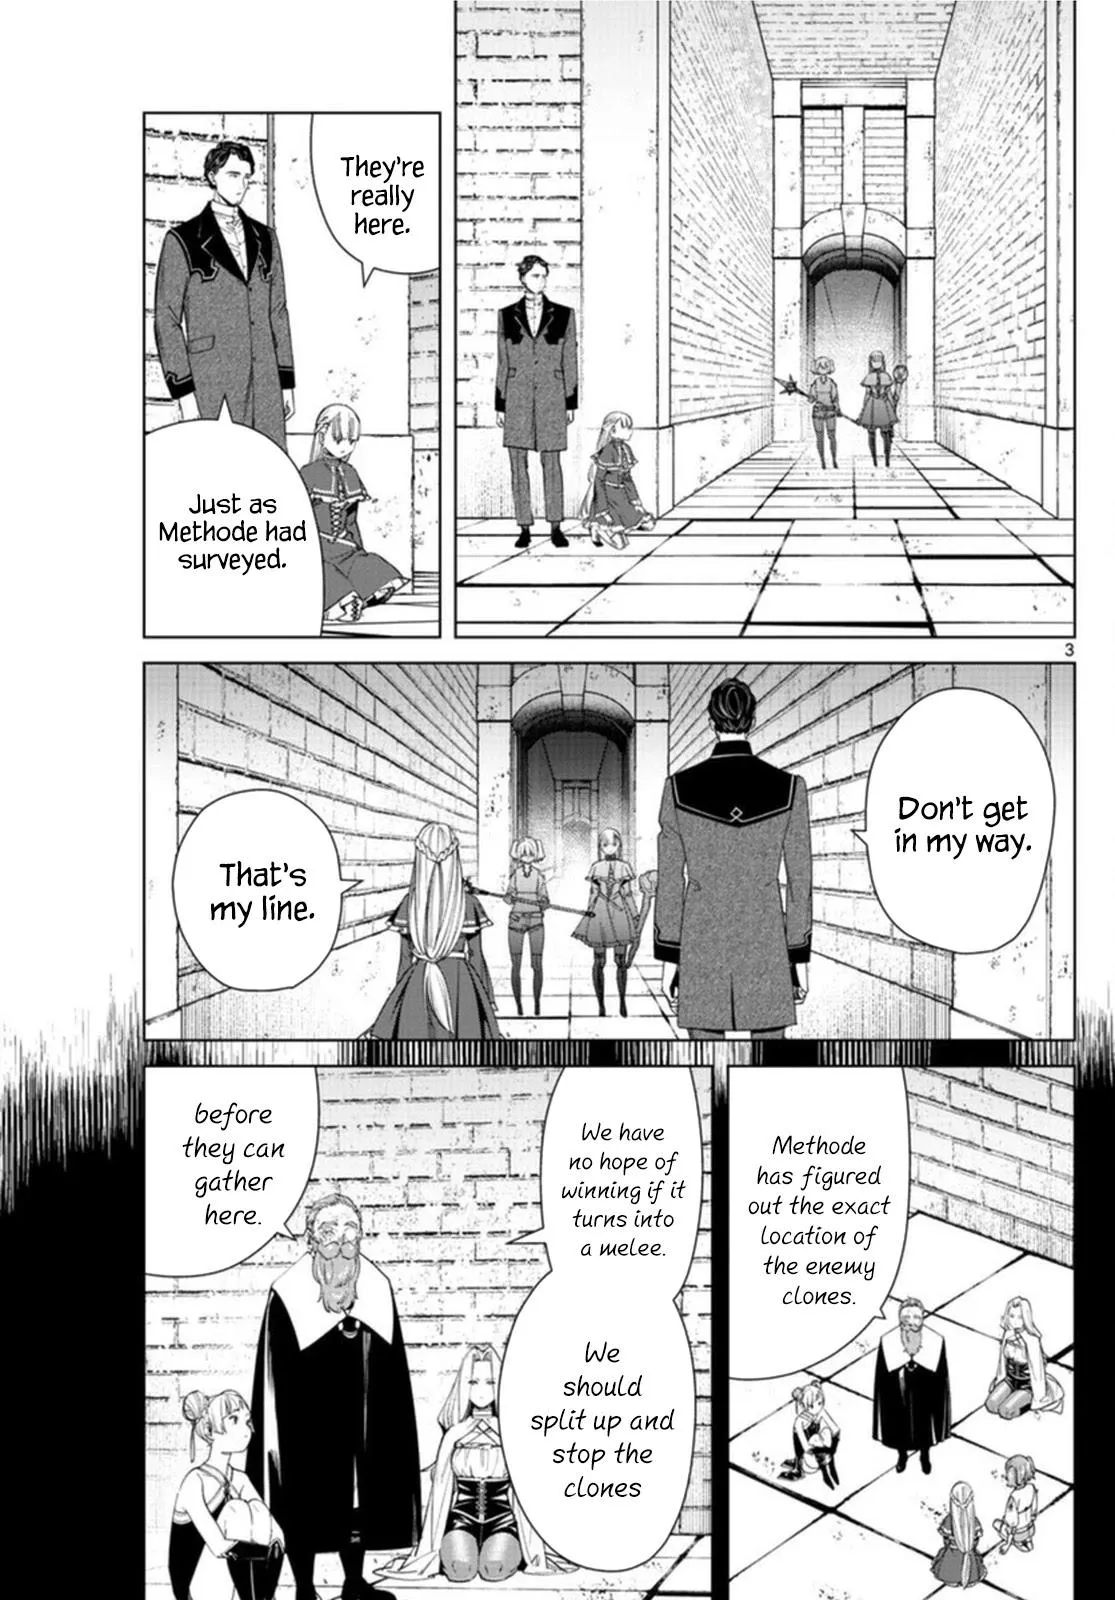 They're
really
here.
Just as
Methode had
surveyed.
3
Don't get
in my way.
That's
my line.
Methode
has figured
out the exact
location of
the enemy
clones.
We have
no hope of
winning if it
turns into
a melee.
We
should
split up and
stop the
clones
before
they can
gather
here.